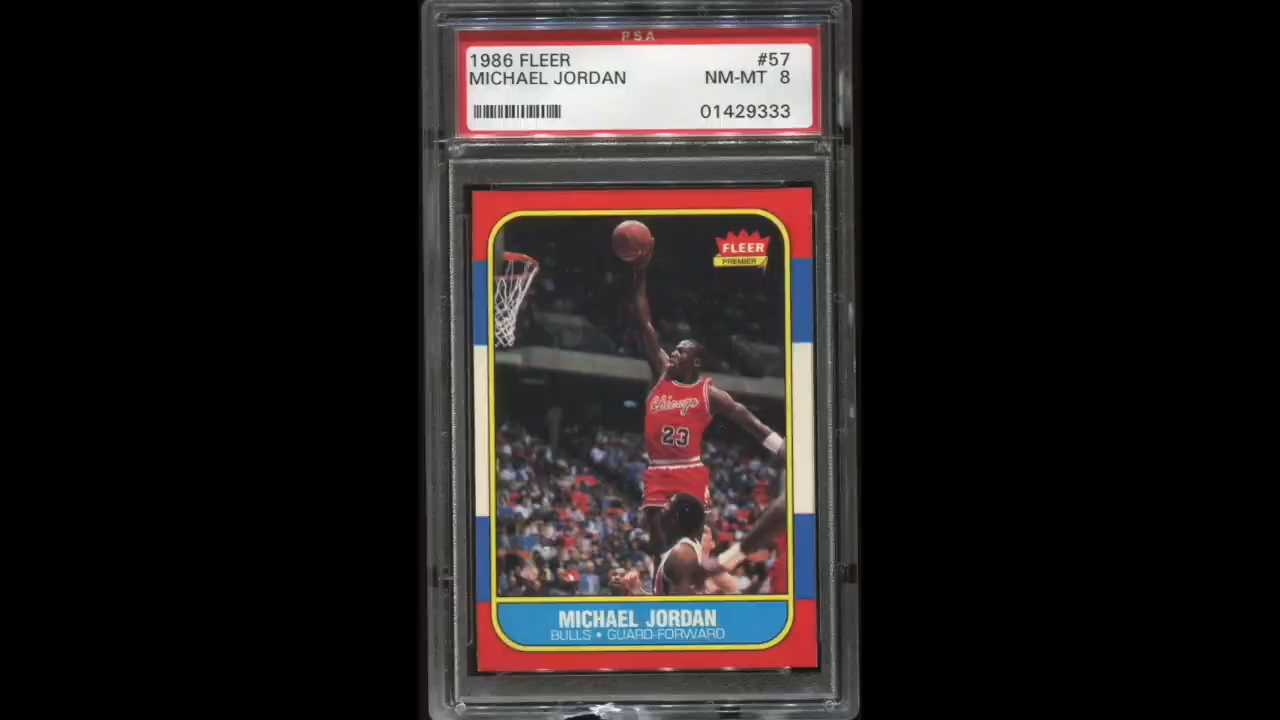 PSA
1986 FLEER #57
MICHAEL JORDAN NM-MT 8
01429333
FLEER
PREMIER
Chicago
23
MICHAEL JORDAN
BULLS • GUARD-FORWARD